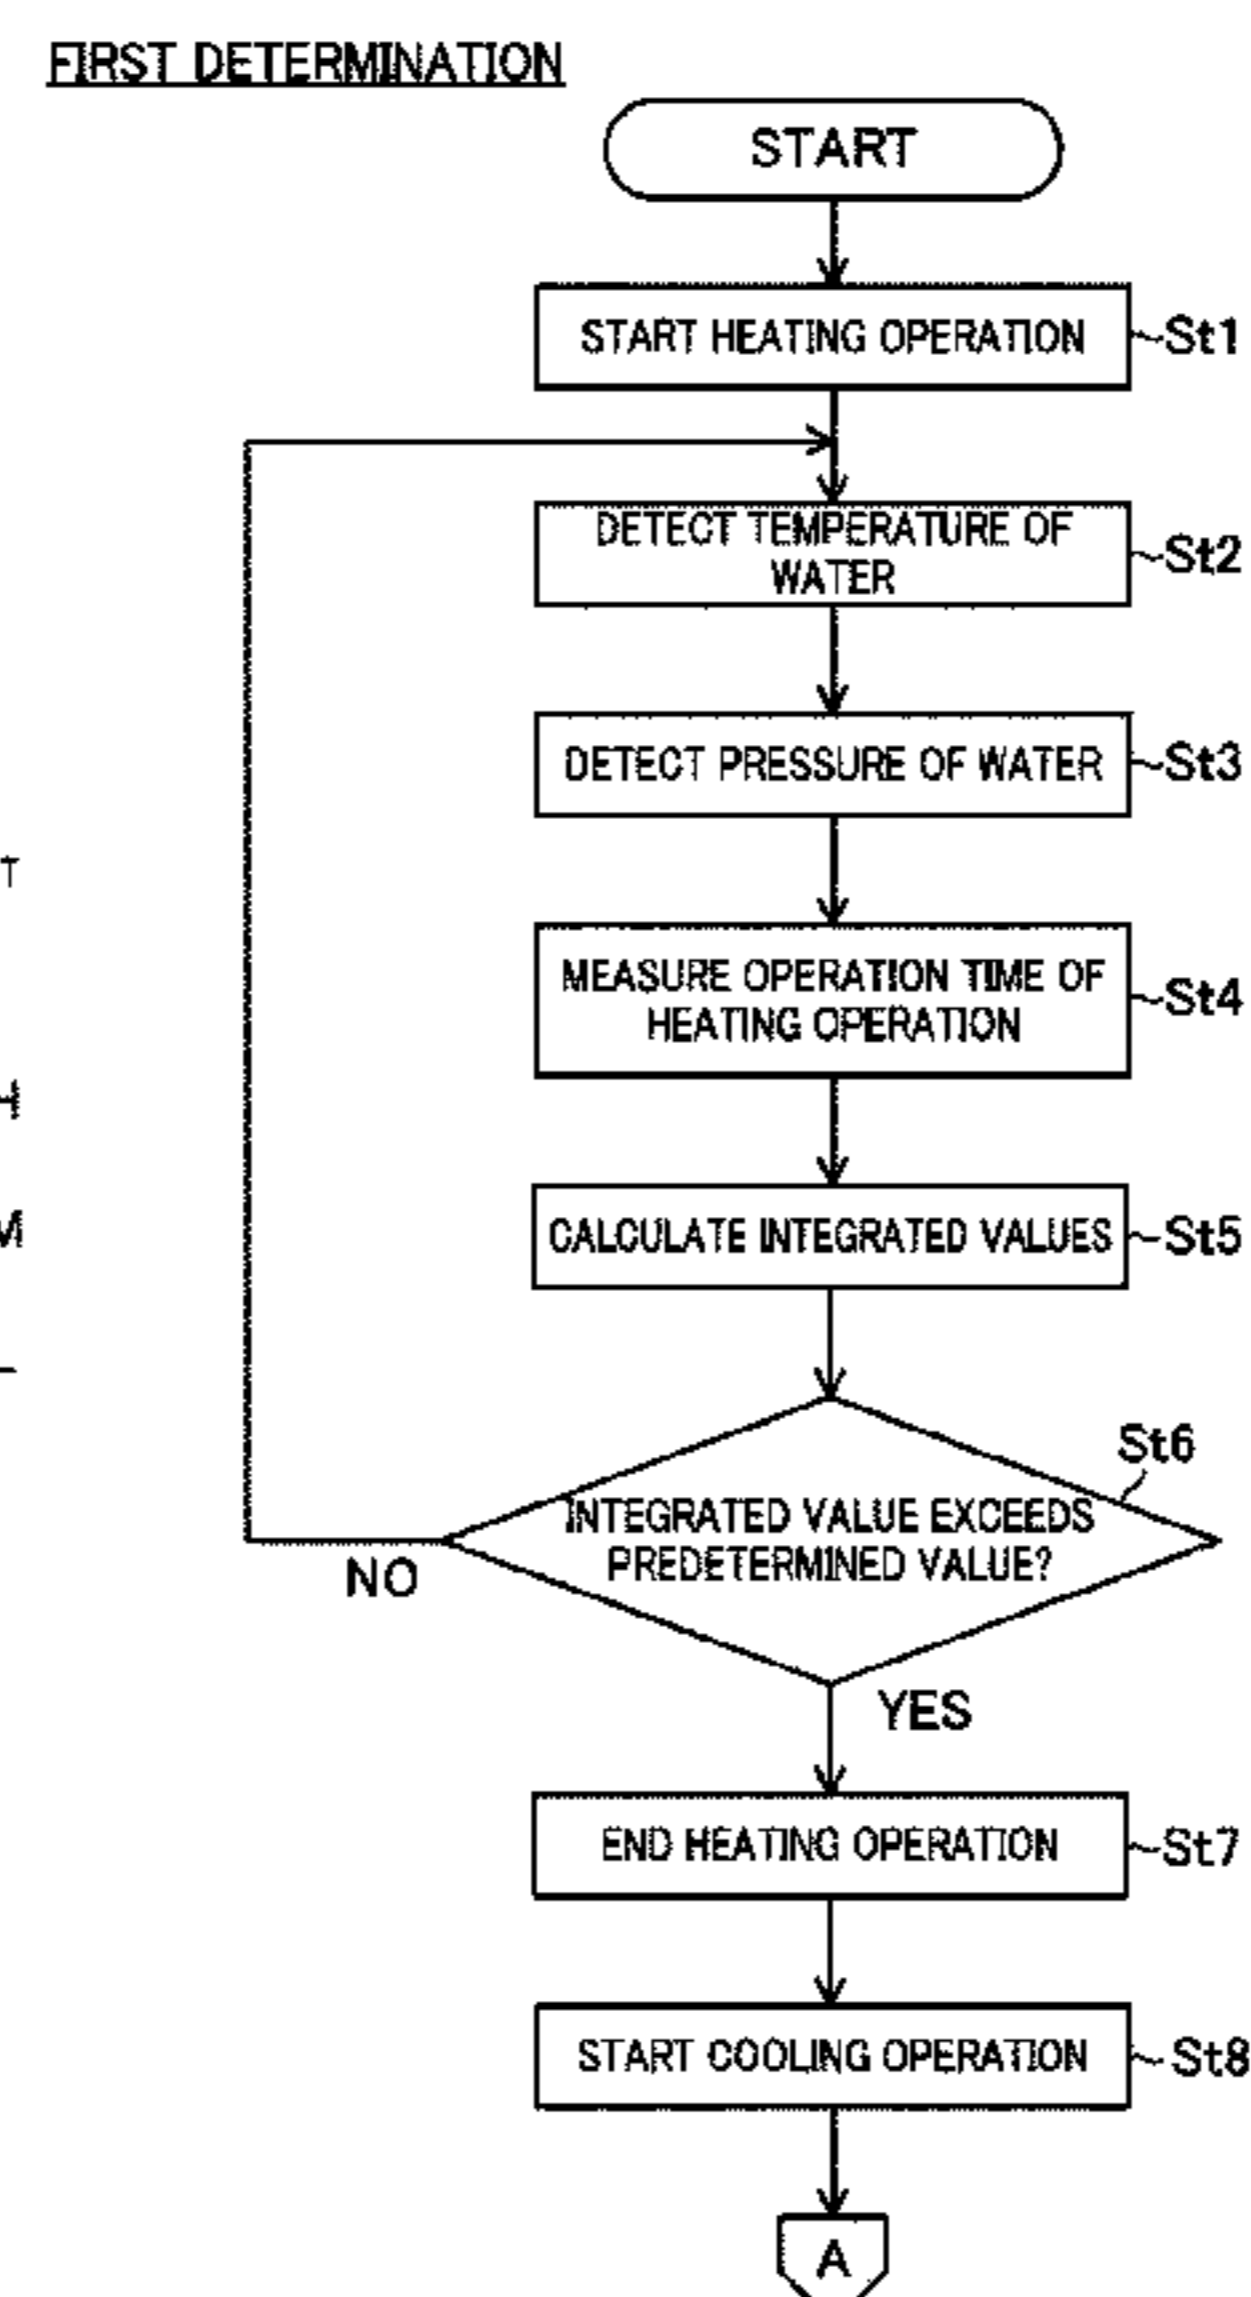 FIRST DETERMINATION
START
START HEATING OPERATION
St1
DETECT TEMPERATURE OF
WATER
St2
DETECT PRESSURE OF WATER
St3
T
MEASURE OPERATION TIME OF
HEATING OPERATION
St4
H
M
CALCULATE INTEGRATED VALUES
St5
St6
INTEGRATED VALUE EXCEEDS
PREDETERMINED VALUE?
NO
YES
END HEATING OPERATION
St7
START COOLING OPERATION
St8
A